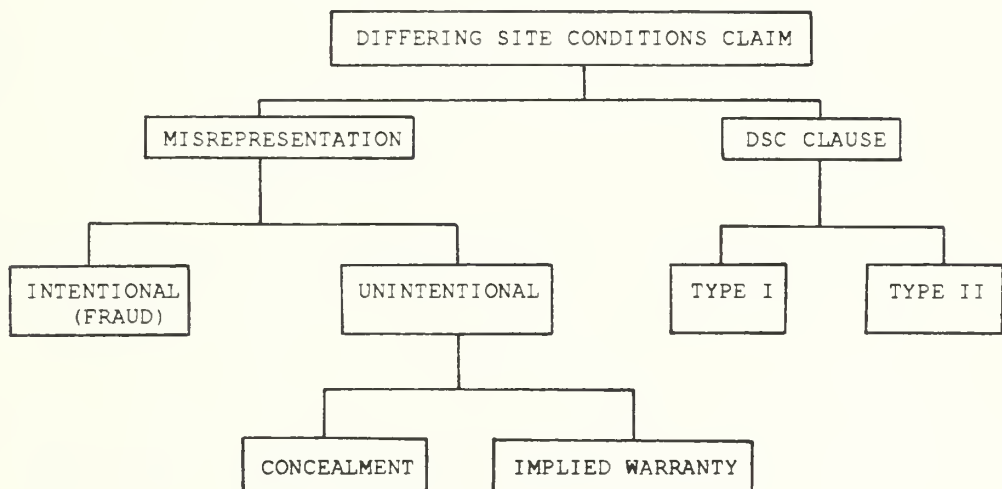 DIFFERING SITE CONDITIONS CLAIM
MISREPRESENTATION
DSC CLAUSE
INTENTIONAL
(FRAUD)
UNINTENTIONAL
TYPE I
TYPE II
CONCEALMENT
IMPLIED WARRANTY